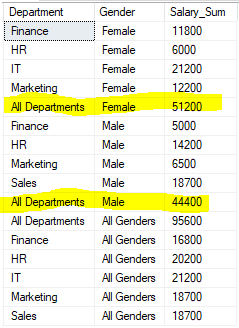 Department Gender Salary_Sum
Finance Female 11800
HR Female 6000
IT Female 21200
Marketing Female 12200
All Departments Female 51200
Finance Male 5000
HR Male 14200
Marketing Male 6500
Sales Male 18700
All Departments Male 44400
All Departments All Genders 95600
Finance All Genders 16800
HR All Genders 20200
IT All Genders 21200
Marketing All Genders 18700
Sales All Genders 18700